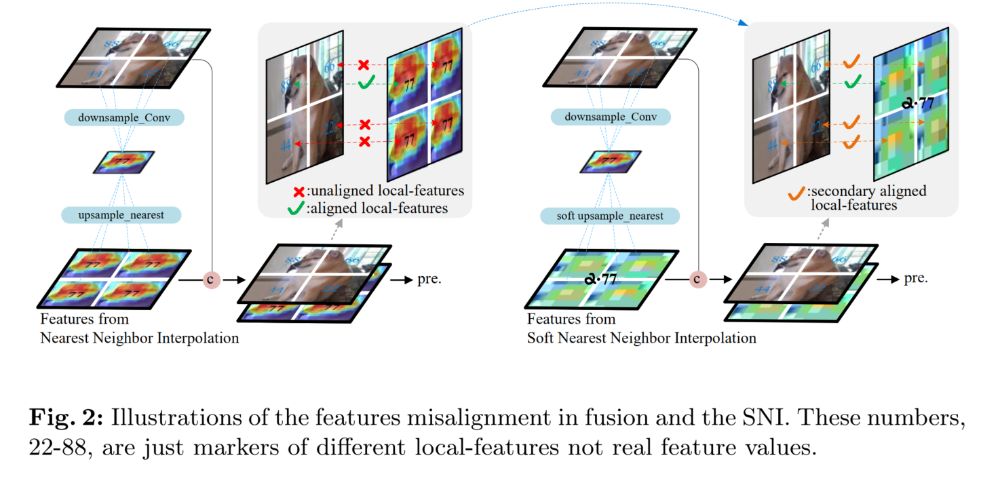 88 66
44 22
downsample_Conv
77
upsample_nearest
77 77
77 77
Features from
Nearest Neighbor Interpolation
c
88 66
44 22
77 77
pre.
66
88
22
44
77
77
77
77
:unaligned local-features
:aligned local-features
88 66
44 22
downsample_Conv
77
soft upsample_nearest
α·77
Features from
Soft Nearest Neighbor Interpolation
c
88 66
44 22
pre.
66
88
22
44
α·77
:secondary aligned
local-features
Fig. 2: Illustrations of the features misalignment in fusion and the SNI. These numbers,
22-88, are just markers of different local-features not real feature values.